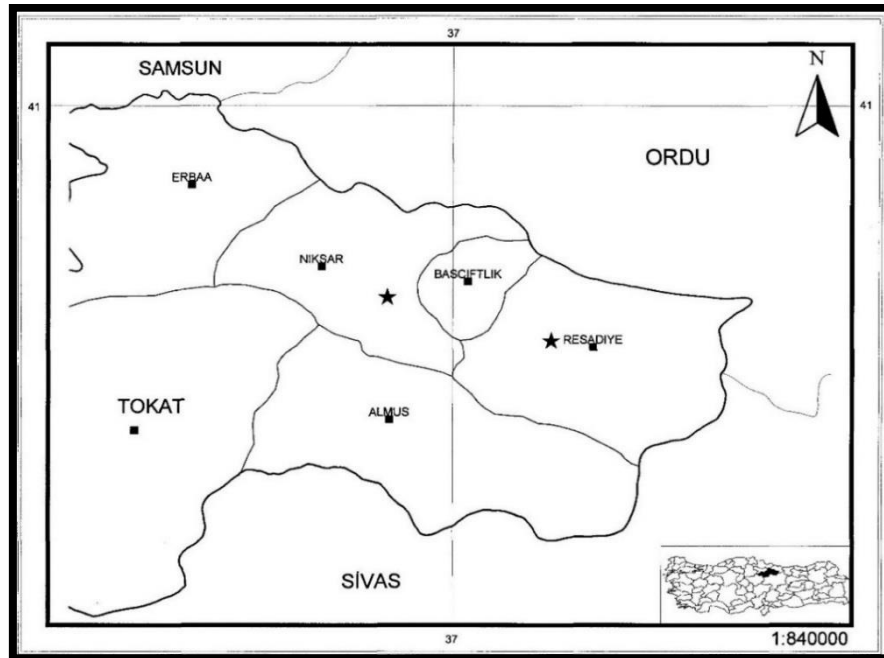 37
SAMSUN
N
41
41
ORDU
ERBAA
NIKSAR
BASCIFTLIK
RESADIYE
TOKAT
ALMUS
SİVAS
37
1:840000